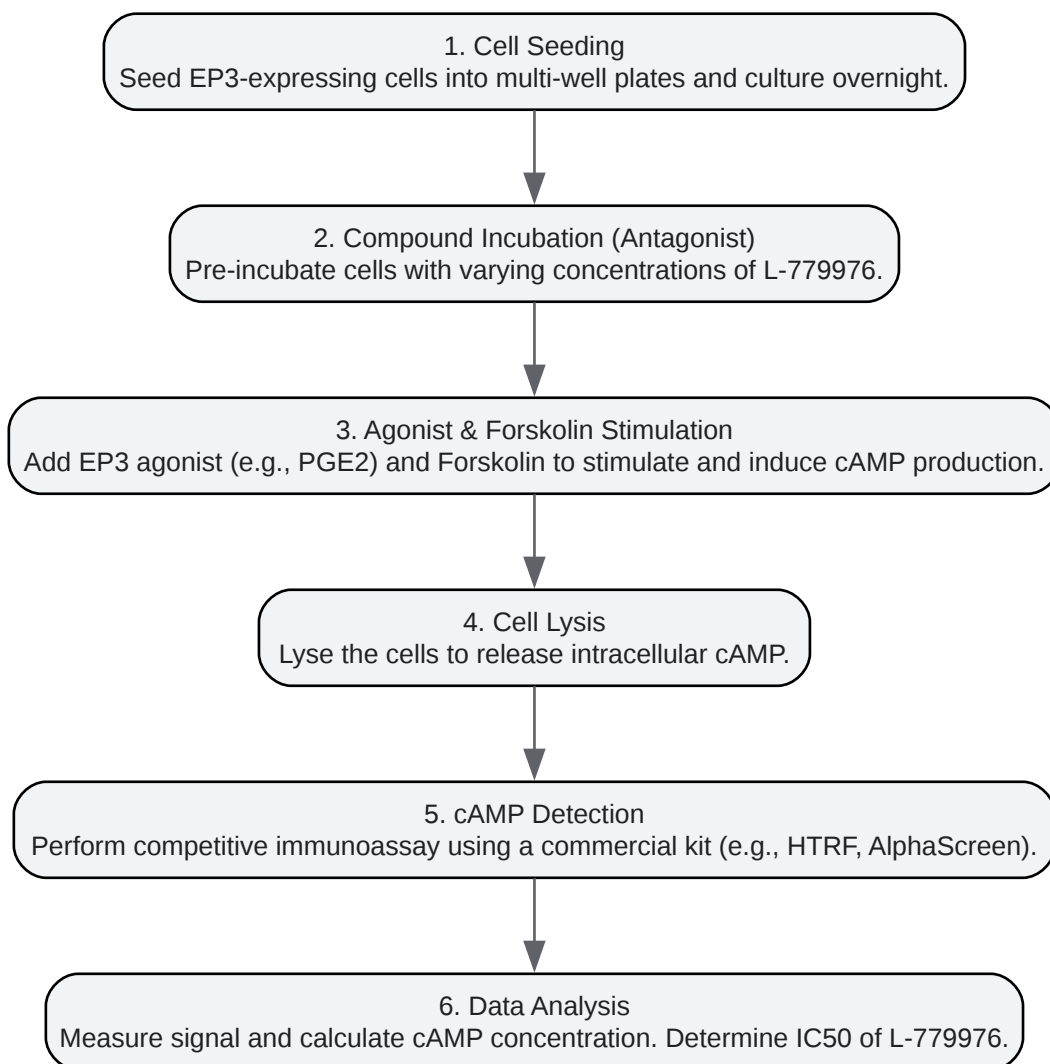 1. Cell Seeding
Seed EP3-expressing cells into multi-well plates and culture overnight.
2. Compound Incubation (Antagonist)
Pre-incubate cells with varying concentrations of L-779976.
3. Agonist & Forskolin Stimulation
Add EP3 agonist (e.g., PGE2) and Forskolin to stimulate and induce cAMP production.
4. Cell Lysis
Lyse the cells to release intracellular cAMP.
5. cAMP Detection
Perform competitive immunoassay using a commercial kit (e.g., HTRF, AlphaScreen).
6. Data Analysis
Measure signal and calculate cAMP concentration. Determine IC50 of L-779976.